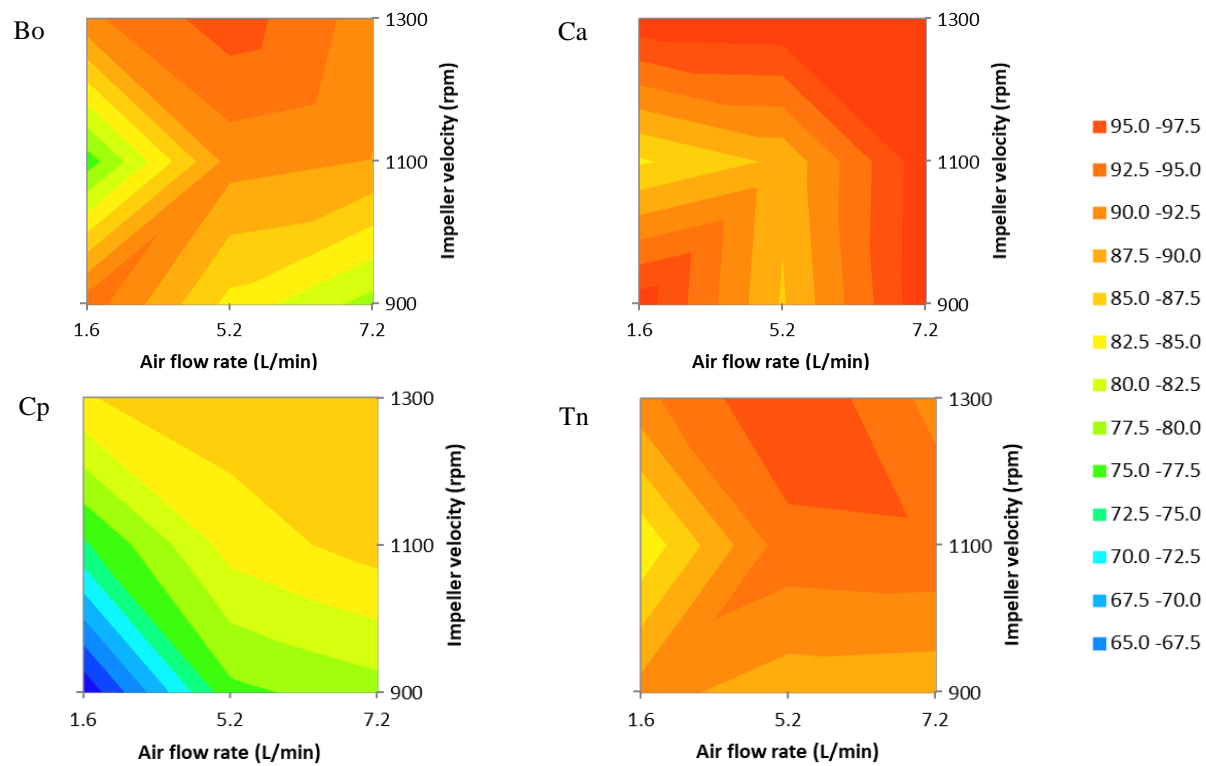 Bo
1300
1100
900
Impeller velocity (rpm)
1.6 5.2 7.2
Air flow rate (L/min)
Ca
1300
1100
900
Impeller velocity (rpm)
1.6 5.2 7.2
Air flow rate (L/min)
Cp
1300
1100
900
Impeller velocity (rpm)
1.6 5.2 7.2
Air flow rate (L/min)
Tn
1300
1100
900
Impeller velocity (rpm)
1.6 5.2 7.2
Air flow rate (L/min)
95.0 -97.5
92.5 -95.0
90.0 -92.5
87.5 -90.0
85.0 -87.5
82.5 -85.0
80.0 -82.5
77.5 -80.0
75.0 -77.5
72.5 -75.0
70.0 -72.5
67.5 -70.0
65.0 -67.5